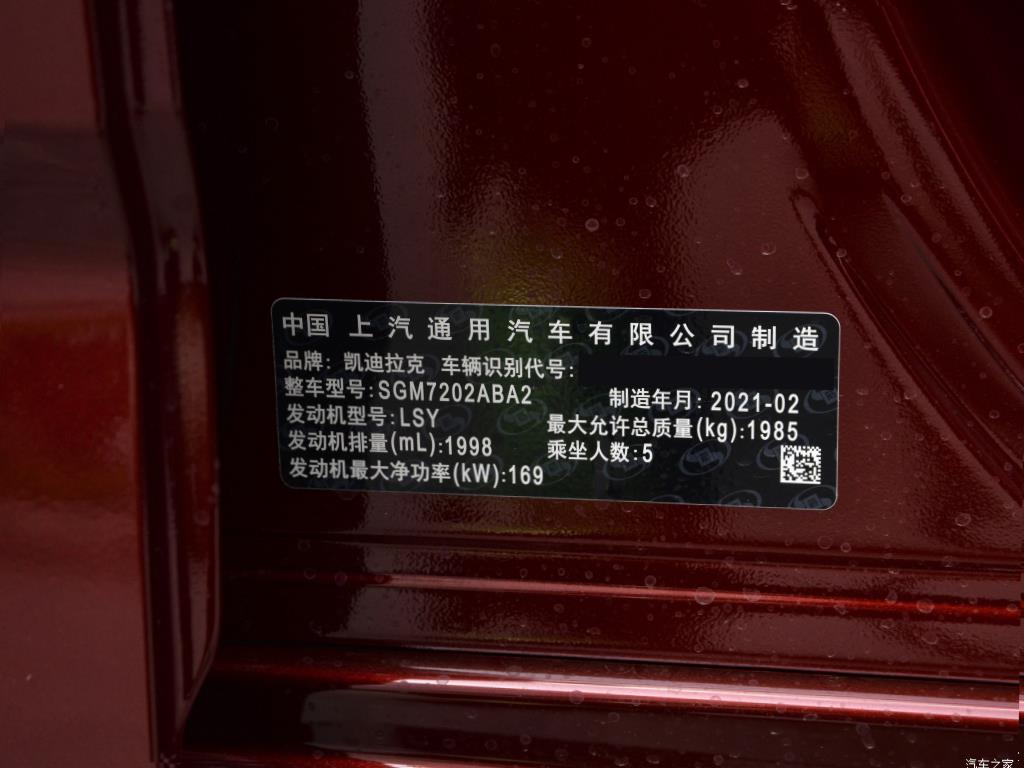 中国 上汽通用汽车有限公司制造
品牌: 凯迪拉克 车辆识别代号:
整车型号:SGM7202ABA2 制造年月: 2021-02
发动机型号:LSY 最大允许总质量(kg):1985
发动机排量(mL):1998 乘坐人数:5
发动机最大净功率(kW):169
汽车之家